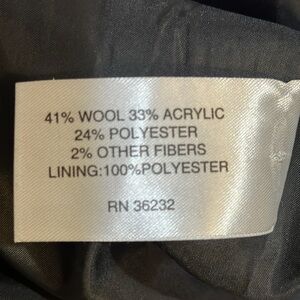 41% WOOL 33% ACRYLIC
24% POLYESTER
2% OTHER FIBERS
LINING:100%POLYESTER
RN 36232